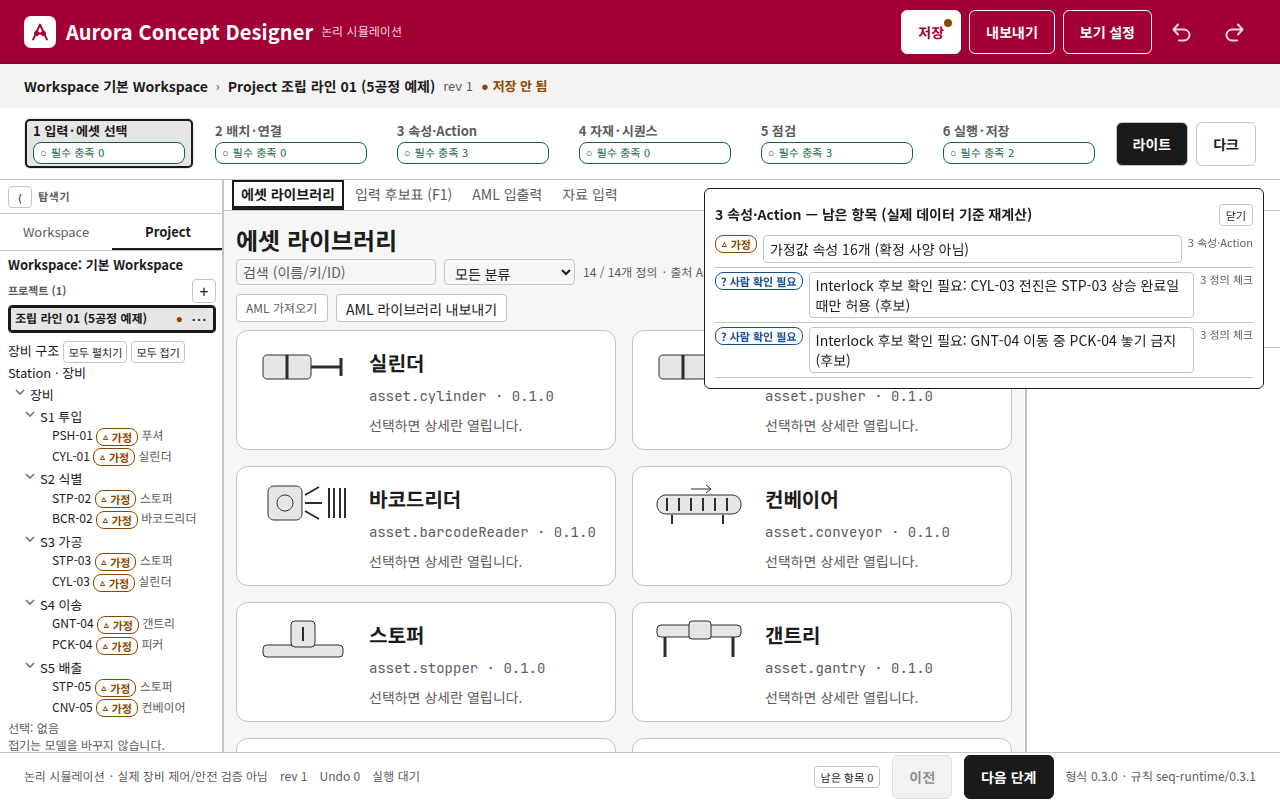 Aurora Concept Designer 논리 시뮬레이션
저장 내보내기 보기 설정
Workspace 기본 Workspace › Project 조립 라인 01 (5공정 예제) rev 1 ● 저장 안 됨
1 입력·에셋 선택
○ 필수 충족 0
2 배치·연결
○ 필수 충족 0
3 속성·Action
○ 필수 충족 3
4 자재·시퀀스
○ 필수 충족 0
5 점검
○ 필수 충족 3
6 실행·저장
○ 필수 충족 2
라이트 다크
⟨ 탐색기
Workspace Project
Workspace: 기본 Workspace
프로젝트 (1) +
조립 라인 01 (5공정 예제) ● ⋯
장비 구조 모두 펼치기 모두 접기
Station · 장비
장비
S1 투입
PSH-01 ▵ 가정 푸셔
CYL-01 ▵ 가정 실린더
S2 식별
STP-02 ▵ 가정 스토퍼
BCR-02 ▵ 가정 바코드리더
S3 가공
STP-03 ▵ 가정 스토퍼
CYL-03 ▵ 가정 실린더
S4 이송
GNT-04 ▵ 가정 갠트리
PCK-04 ▵ 가정 피커
S5 배출
STP-05 ▵ 가정 스토퍼
CNV-05 ▵ 가정 컨베이어
선택: 없음
접기는 모델을 바꾸지 않습니다.
에셋 라이브러리 입력 후보표 (F1) AML 입출력 자료 입력
에셋 라이브러리
검색 (이름/키/ID) 모든 분류 14 / 14개 정의 · 출처 A
AML 가져오기 AML 라이브러리 내보내기
실린더
asset.cylinder · 0.1.0
선택하면 상세란 열립니다.
asset.pusher · 0.1.0
선택하면 상세란 열립니다.
바코드리더
asset.barcodeReader · 0.1.0
선택하면 상세란 열립니다.
컨베이어
asset.conveyor · 0.1.0
선택하면 상세란 열립니다.
스토퍼
asset.stopper · 0.1.0
선택하면 상세란 열립니다.
갠트리
asset.gantry · 0.1.0
선택하면 상세란 열립니다.
3 속성·Action — 남은 항목 (실제 데이터 기준 재계산) 닫기
▵ 가정 가정값 속성 16개 (확정 사양 아님) 3 속성·Action
? 사람 확인 필요 Interlock 후보 확인 필요: CYL-03 전진은 STP-03 상승 완료일 3 정의 체크
때만 허용 (후보)
? 사람 확인 필요 Interlock 후보 확인 필요: GNT-04 이동 중 PCK-04 놓기 금지 3 정의 체크
(후보)
논리 시뮬레이션 · 실제 장비 제어/안전 검증 아님 rev 1 Undo 0 실행 대기
남은 항목 0 이전 다음 단계 형식 0.3.0 · 규칙 seq-runtime/0.3.1